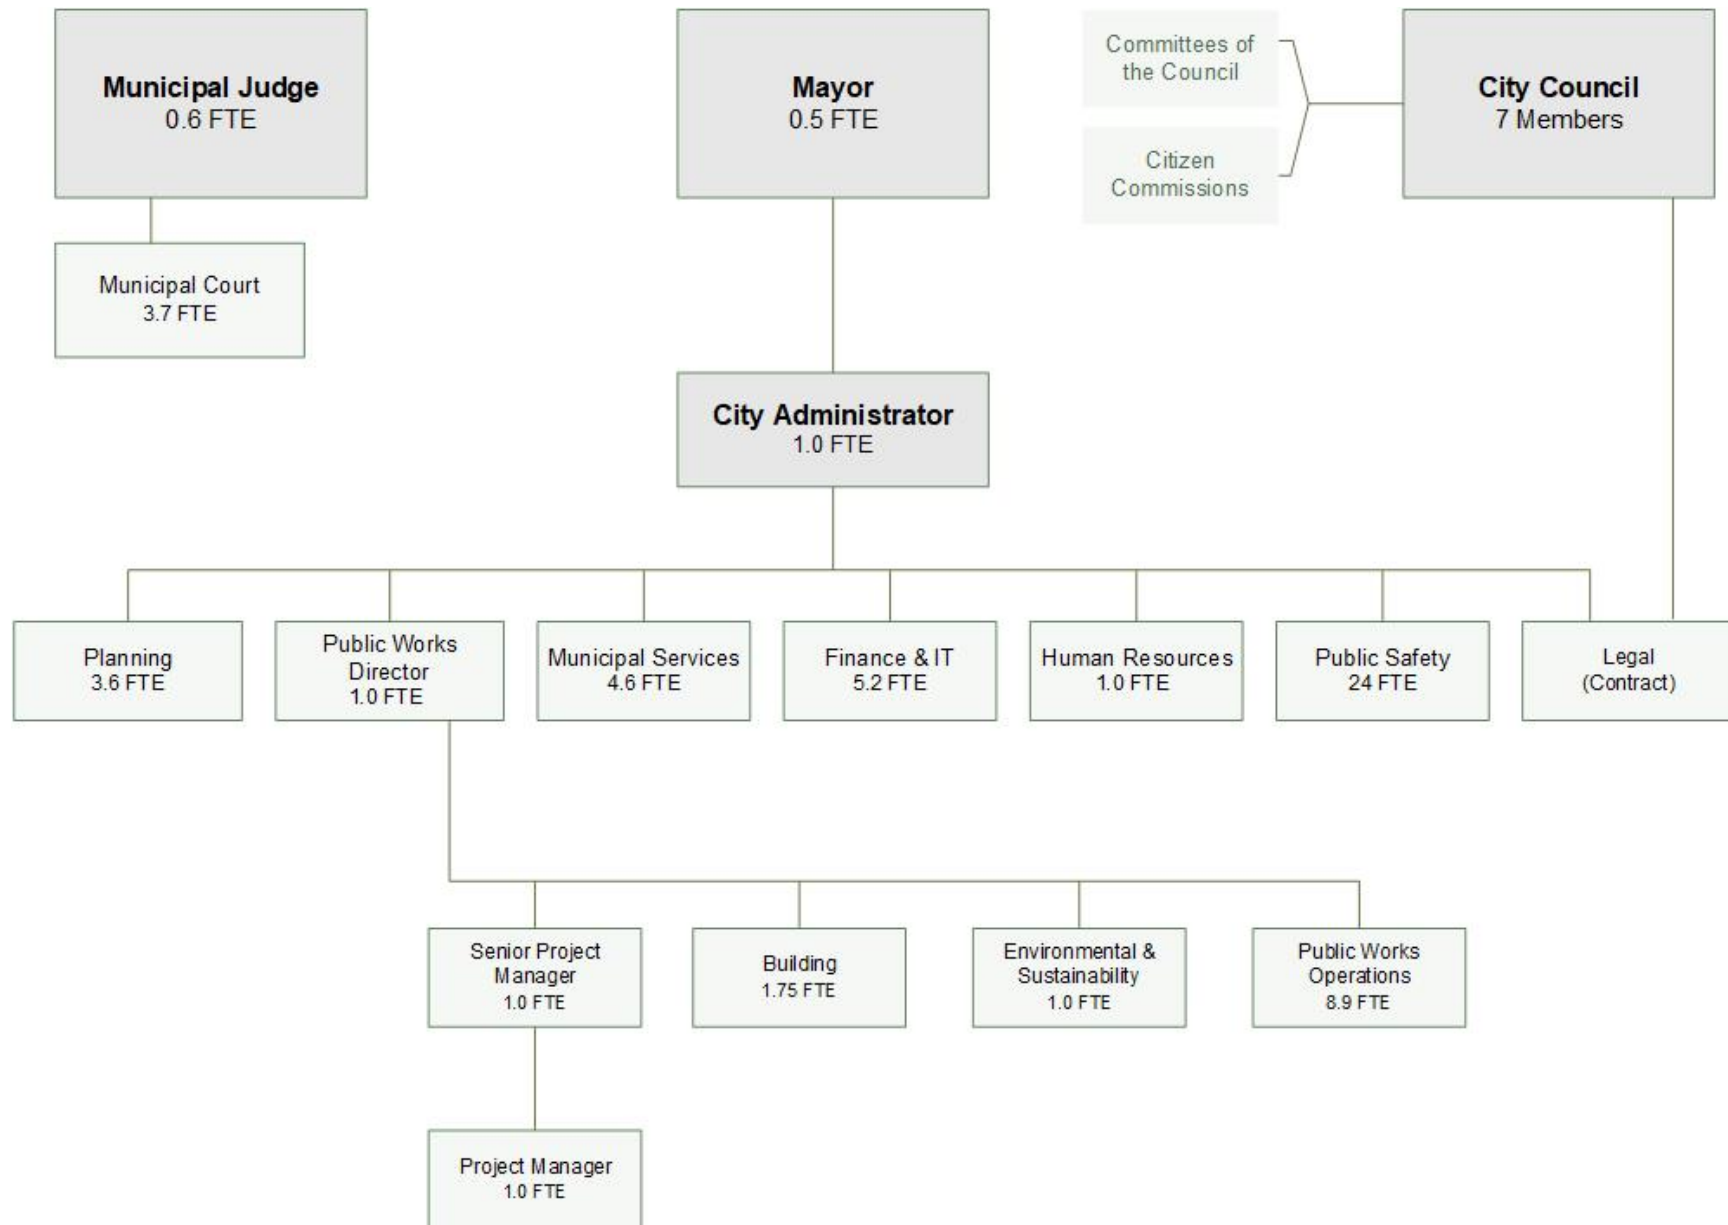 Municipal Judge
0.6 FTE
Mayor
0.5 FTE
Committees of
the Council
Citizen
Commissions
City Council
7 Members
Municipal Court
3.7 FTE
City Administrator
1.0 FTE
Planning
3.6 FTE
Public Works
Director
1.0 FTE
Municipal Services
4.6 FTE
Finance & IT
5.2 FTE
Human Resources
1.0 FTE
Public Safety
24 FTE
Legal
(Contract)
Senior Project
Manager
1.0 FTE
Building
1.75 FTE
Environmental &
Sustainability
1.0 FTE
Public Works
Operations
8.9 FTE
Project Manager
1.0 FTE